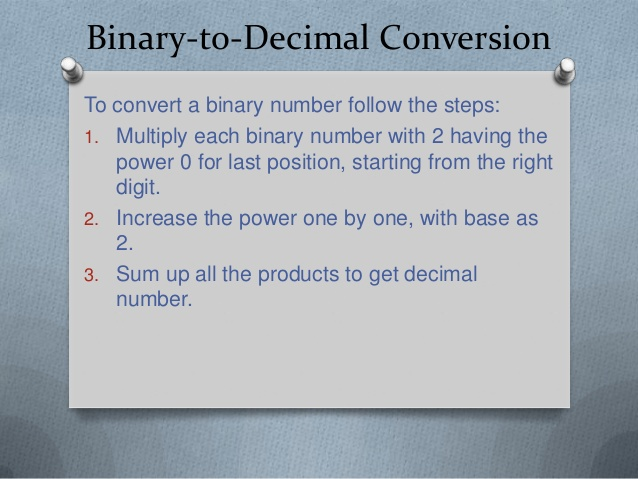 Binary-to-Decimal Conversion
To convert a binary number follow the steps:
1. Multiply each binary number with 2 having the
power 0 for last position, starting from the right
digit.
2. Increase the power one by one, with base as
2.
3. Sum up all the products to get decimal
number.